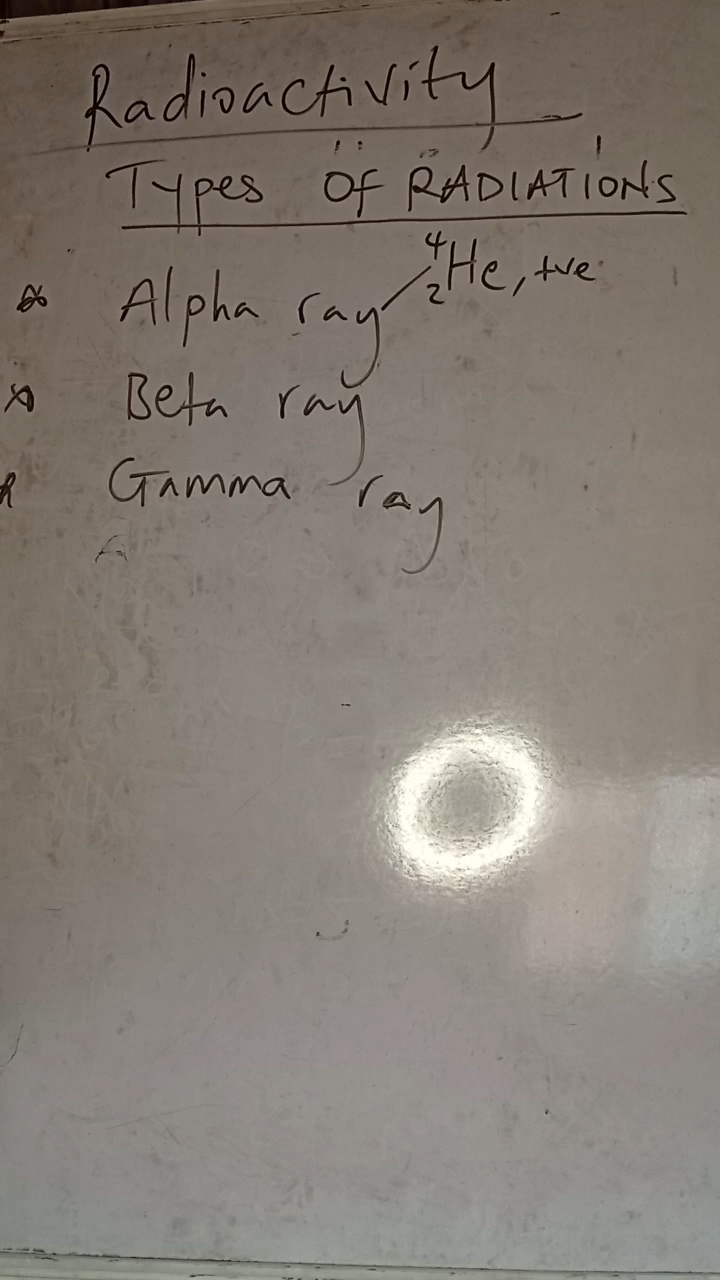 Radioactivity
Types Of RADIATIONS
Alpha ray ⁴₂He, +ve
Beta ray
Gamma ray